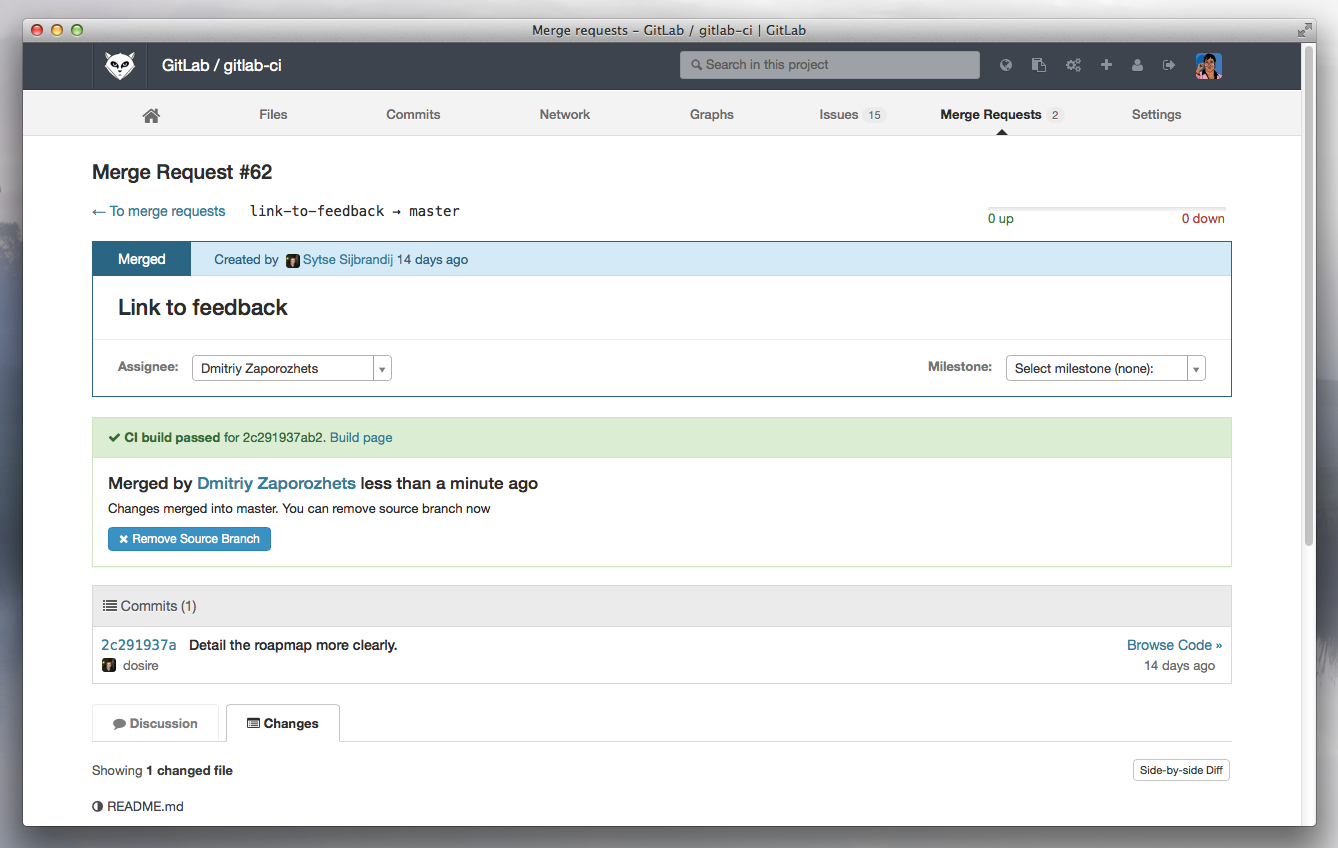 Merge requests – GitLab / gitlab-ci | GitLab
GitLab / gitlab-ci
Search in this project
Files Commits Network Graphs Issues 15 Merge Requests 2 Settings
Merge Request #62
← To merge requests link-to-feedback → master
0 up 0 down
Merged Created by Sytse Sijbrandij 14 days ago
Link to feedback
Assignee: Dmitriy Zaporozhets Milestone: Select milestone (none):
CI build passed for 2c291937ab2. Build page
Merged by Dmitriy Zaporozhets less than a minute ago
Changes merged into master. You can remove source branch now
Remove Source Branch
Commits (1)
2c291937a Detail the roapmap more clearly. Browse Code »
dosire 14 days ago
Discussion Changes
Showing 1 changed file Side-by-side Diff
README.md